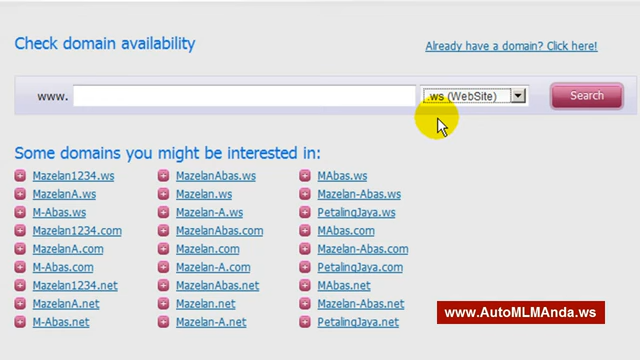 Check domain availability
Already have a domain? Click here!
www. .ws (WebSite) Search
Some domains you might be interested in:
Mazelan1234.ws MazelanAbas.ws MAbas.ws
MazelanA.ws Mazelan.ws Mazelan-Abas.ws
M-Abas.ws Mazelan-A.ws PetalingJaya.ws
Mazelan1234.com MazelanAbas.com MAbas.com
MazelanA.com Mazelan.com Mazelan-Abas.com
M-Abas.com Mazelan-A.com PetalingJaya.com
Mazelan1234.net MazelanAbas.net MAbas.net
MazelanA.net Mazelan.net Mazelan-Abas.net
M-Abas.net Mazelan-A.net PetalingJaya.net
www.AutoMLMAnda.ws